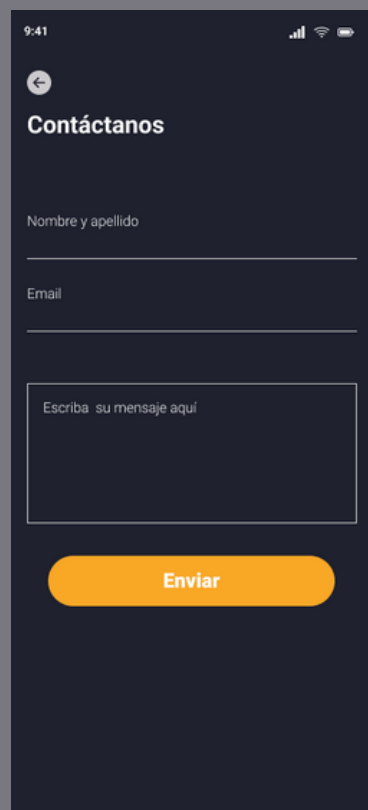 9:41
Contáctanos
Nombre y apellido
Email
Escriba su mensaje aquí
Enviar